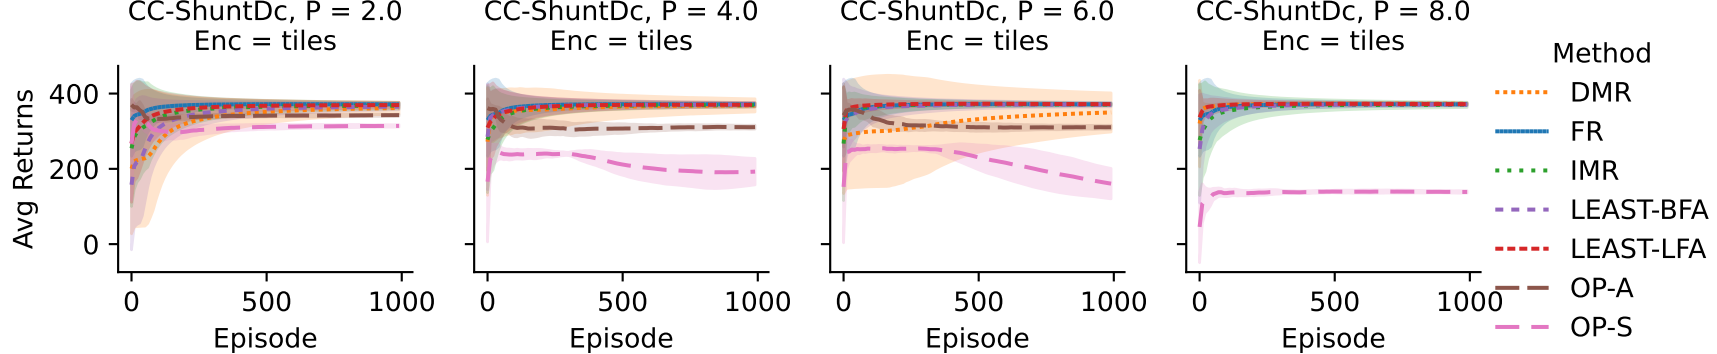 CC-ShuntDc, P = 2.0
Enc = tiles
CC-ShuntDc, P = 4.0
Enc = tiles
CC-ShuntDc, P = 6.0
Enc = tiles
CC-ShuntDc, P = 8.0
Enc = tiles
Avg Returns
400
200
0
0 500 1000
0 500 1000
0 500 1000
0 500 1000
Episode
Episode
Episode
Episode
Method
DMR
FR
IMR
LEAST-BFA
LEAST-LFA
OP-A
OP-S